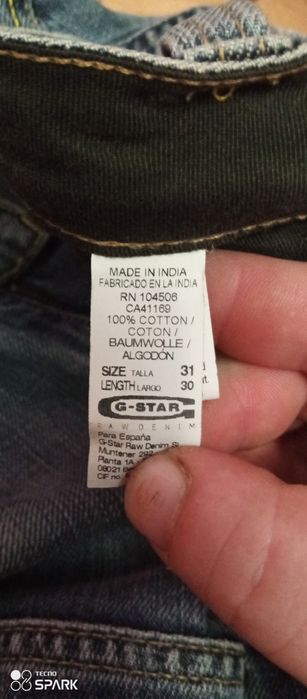 MADE IN INDIA
FABRICADO EN LA INDIA
RN 104506
CA41169
100% COTTON /
COTON /
BAUMWOLLE /
ALGODÓN
SIZE TALLA 31
LENGTH LARGO 30
G-STAR
RAW DENIM
Para España
G-Star Raw Denim Sl
Muntener
Planta 1A
08021
CIF no.
TECNO
SPARK